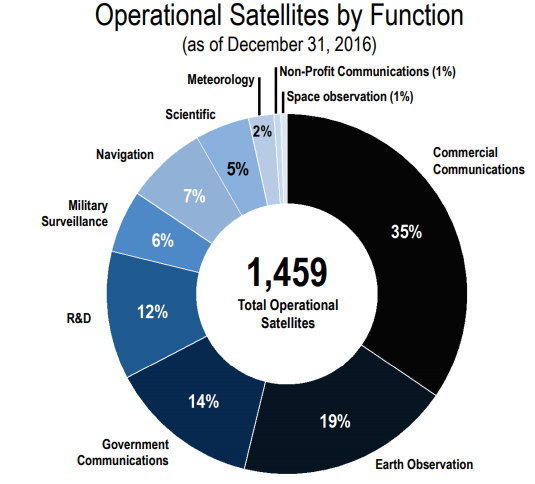 Operational Satellites by Function
(as of December 31, 2016)
Non-Profit Communications (1%)
Meteorology
Space observation (1%)
Scientific
2%
Commercial
Communications
Navigation
5%
7%
Military
Surveillance
35%
6%
1,459
Total Operational
Satellites
R&D
12%
14%
19%
Government
Communications
Earth Observation